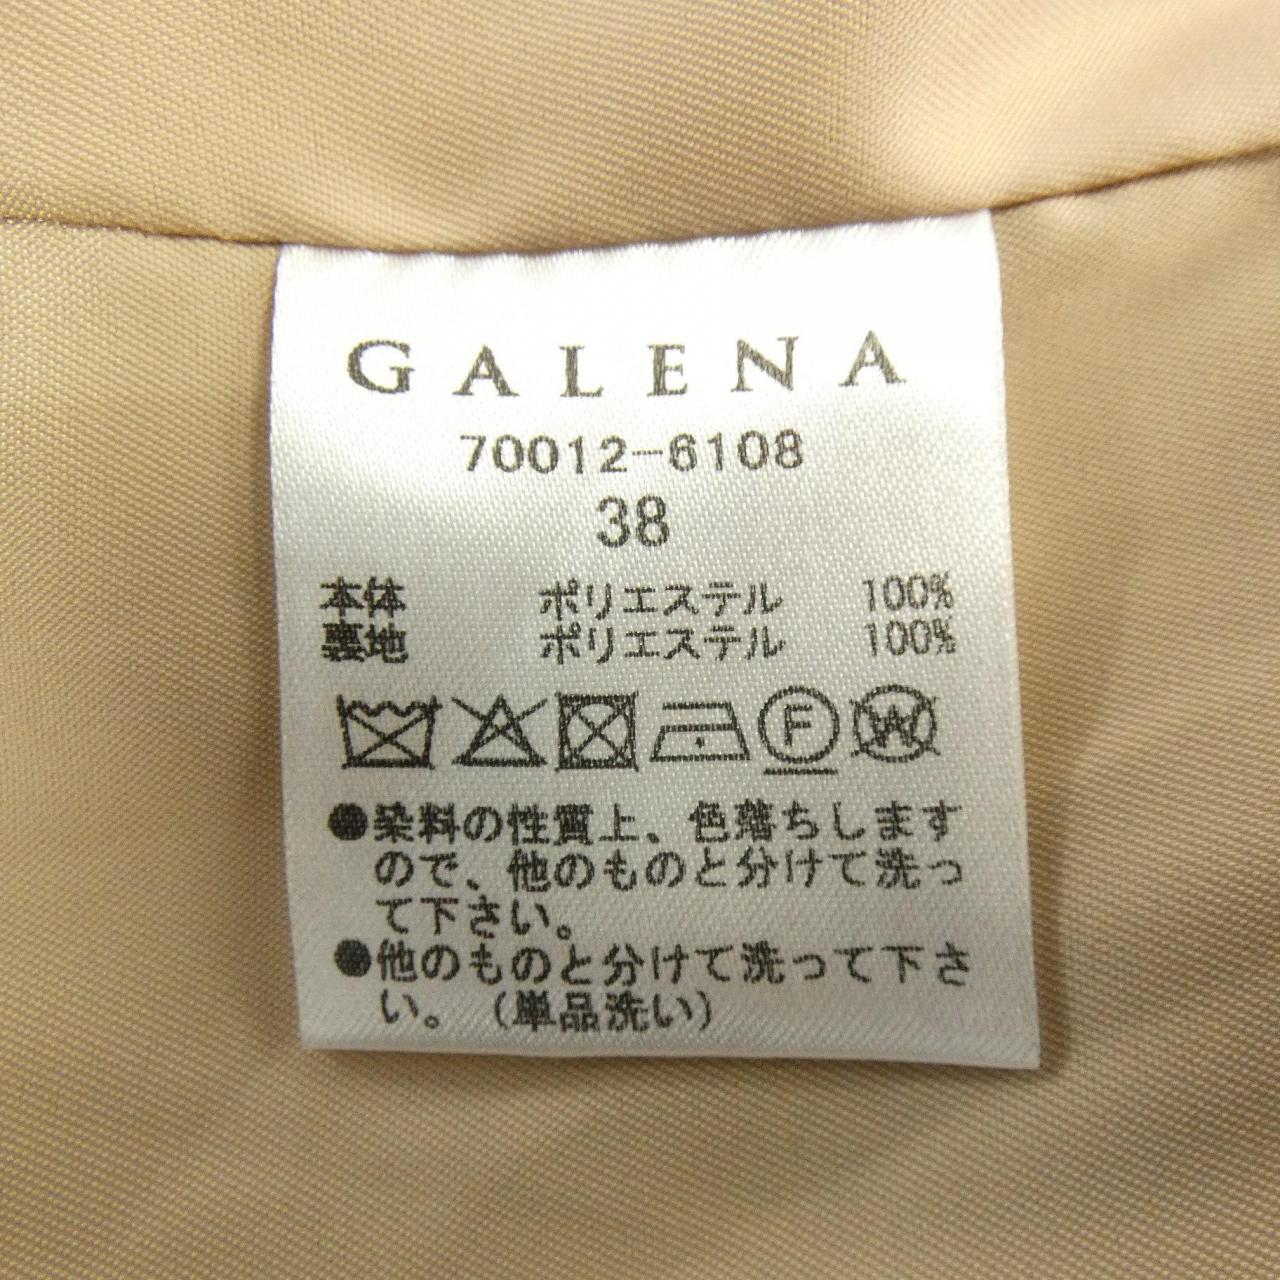 GALENA
70012-6108
38
本体 ポリエステル 100%
裏地 ポリエステル 100%
F W
●染料の性質上、色落ちします
ので、他のものと分けて洗っ
て下さい。
●他のものと分けて洗って下さ
い。（単品洗い）